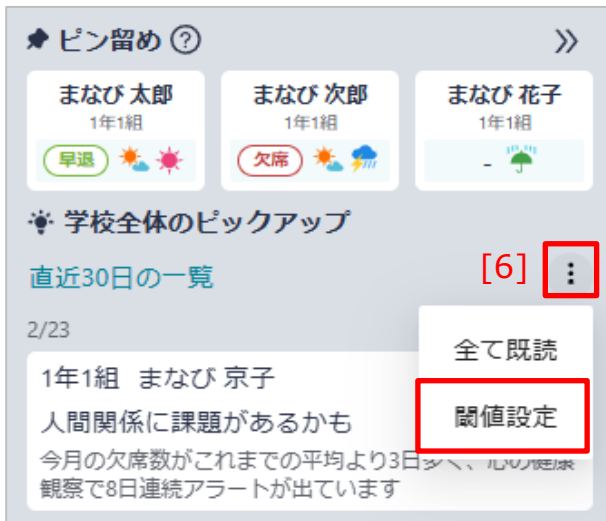 ピン留め ?
まなび 太郎
1年1組
早退
まなび 次郎
1年1組
欠席
まなび 花子
1年1組
-
学校全体のピックアップ
直近30日の一覧
[6]
全て既読
閾値設定
2/23
1年1組 まなび 京子
人間関係に課題があるかも
今月の欠席数がこれまでの平均より3日多く、心の健康
観察で8日連続アラートが出ています